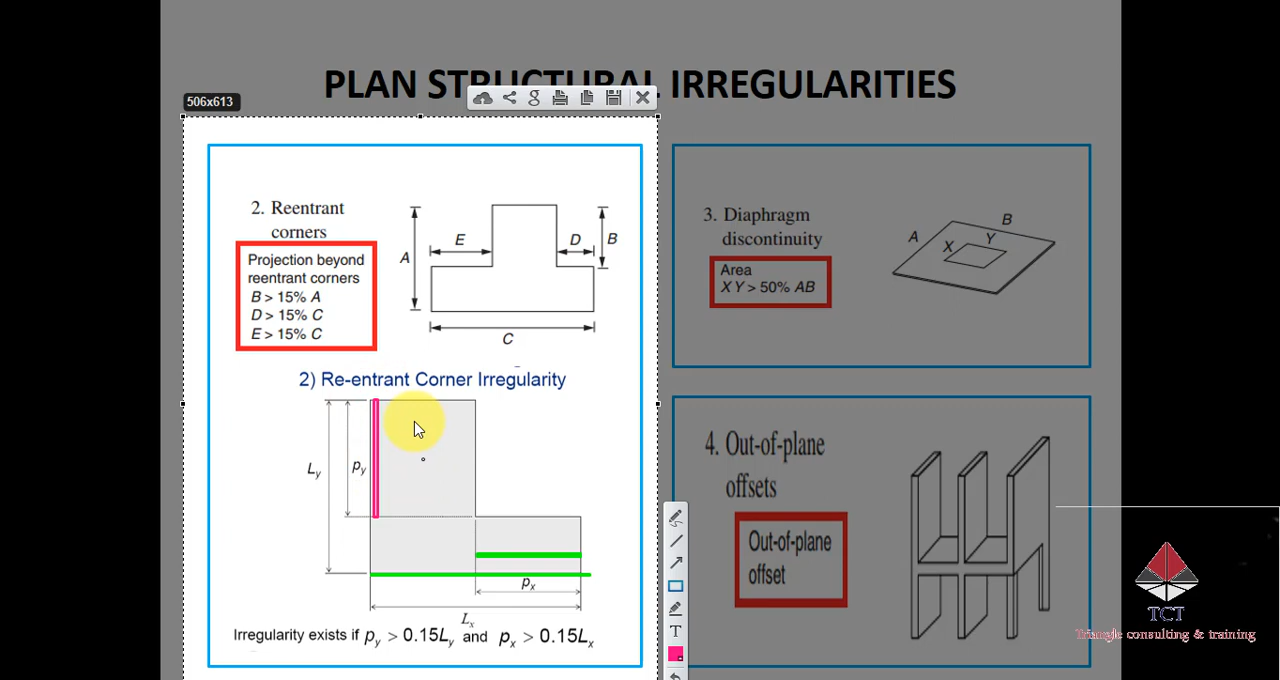 PLAN STRUCTURAL IRREGULARITIES
506x613
2. Reentrant
corners
Projection beyond
reentrant corners
B > 15% A
D > 15% C
E > 15% C
A
E
D
B
C
2) Re-entrant Corner Irregularity
Ly
py
px
Lx
Irregularity exists if py > 0.15Ly and px > 0.15Lx
3. Diaphragm
discontinuity
Area
X Y > 50% AB
A
B
X
Y
4. Out-of-plane
offsets
Out-of-plane
offset
T
TCT
Triangle consulting & training